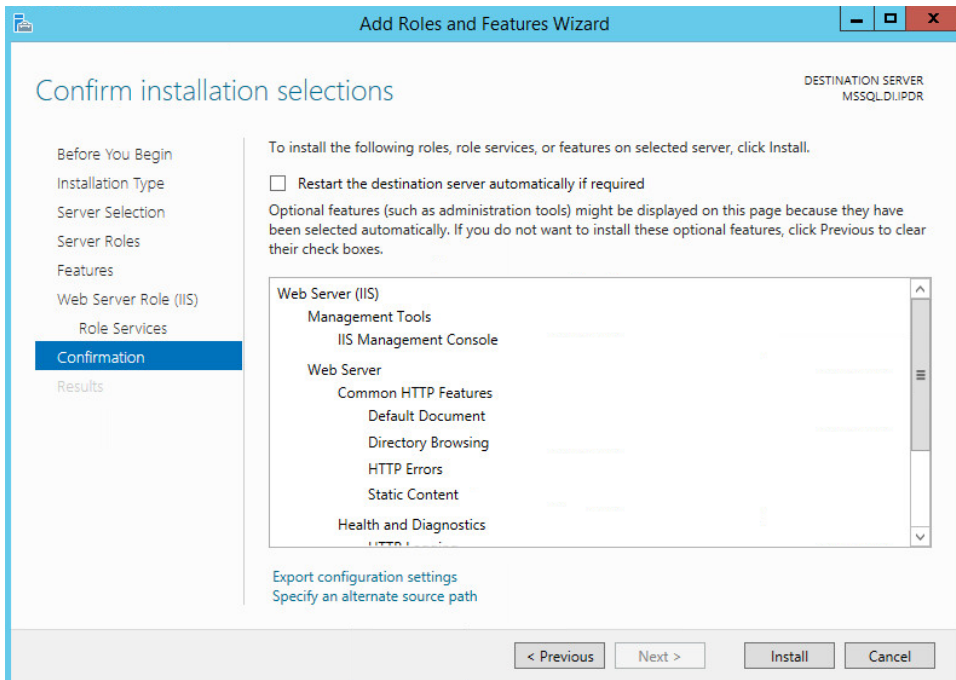 Add Roles and Features Wizard
Confirm installation selections
DESTINATION SERVER
MSSQL.DI.IPDR
Before You Begin
Installation Type
Server Selection
Server Roles
Features
Web Server Role (IIS)
Role Services
Confirmation
Results
To install the following roles, role services, or features on selected server, click Install.
Restart the destination server automatically if required
Optional features (such as administration tools) might be displayed on this page because they have
been selected automatically. If you do not want to install these optional features, click Previous to clear
their check boxes.
Web Server (IIS)
Management Tools
IIS Management Console
Web Server
Common HTTP Features
Default Document
Directory Browsing
HTTP Errors
Static Content
Health and Diagnostics
Export configuration settings
Specify an alternate source path
< Previous
Next >
Install
Cancel